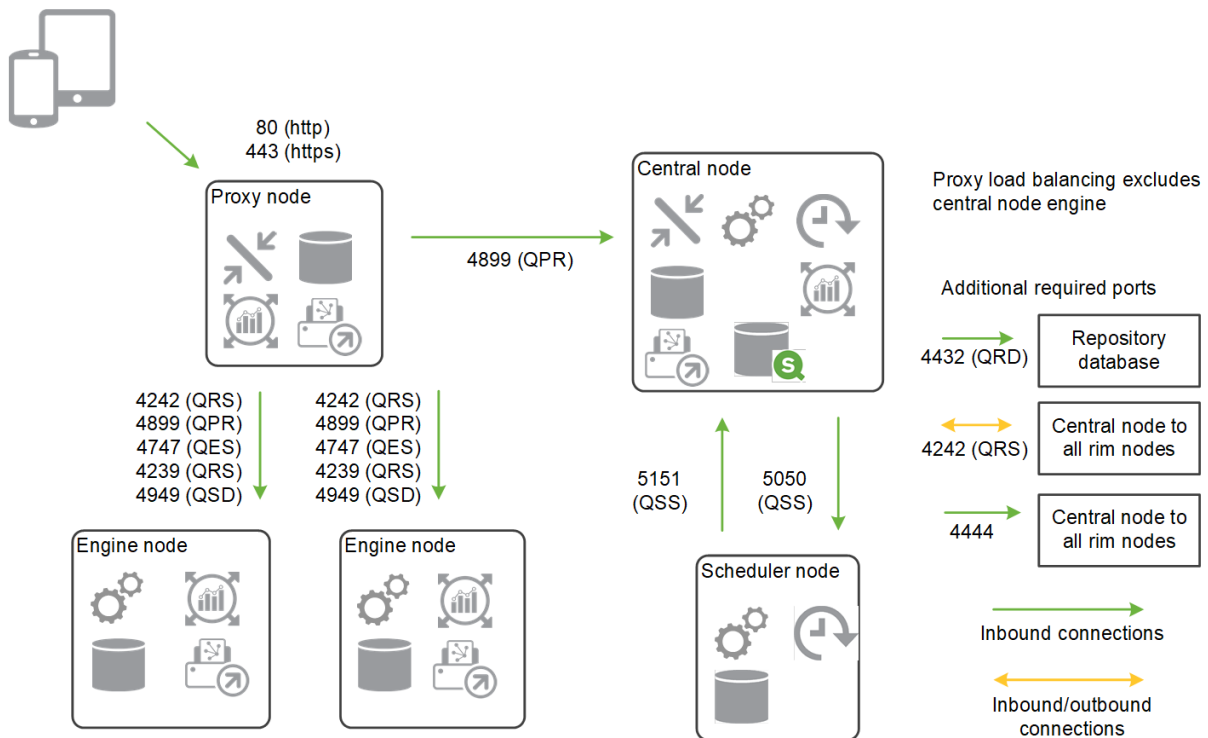 80 (http)
443 (https)
Proxy node
4899 (QPR)
Central node
Proxy load balancing excludes
central node engine
Additional required ports
4432 (QRD)
Repository
database
4242 (QRS)
Central node to
all rim nodes
4444
Central node to
all rim nodes
Inbound connections
Inbound/outbound
connections
4242 (QRS)
4899 (QPR)
4747 (QES)
4239 (QRS)
4949 (QSD)
4242 (QRS)
4899 (QPR)
4747 (QES)
4239 (QRS)
4949 (QSD)
5151
(QSS)
5050
(QSS)
Engine node
Engine node
Scheduler node
S